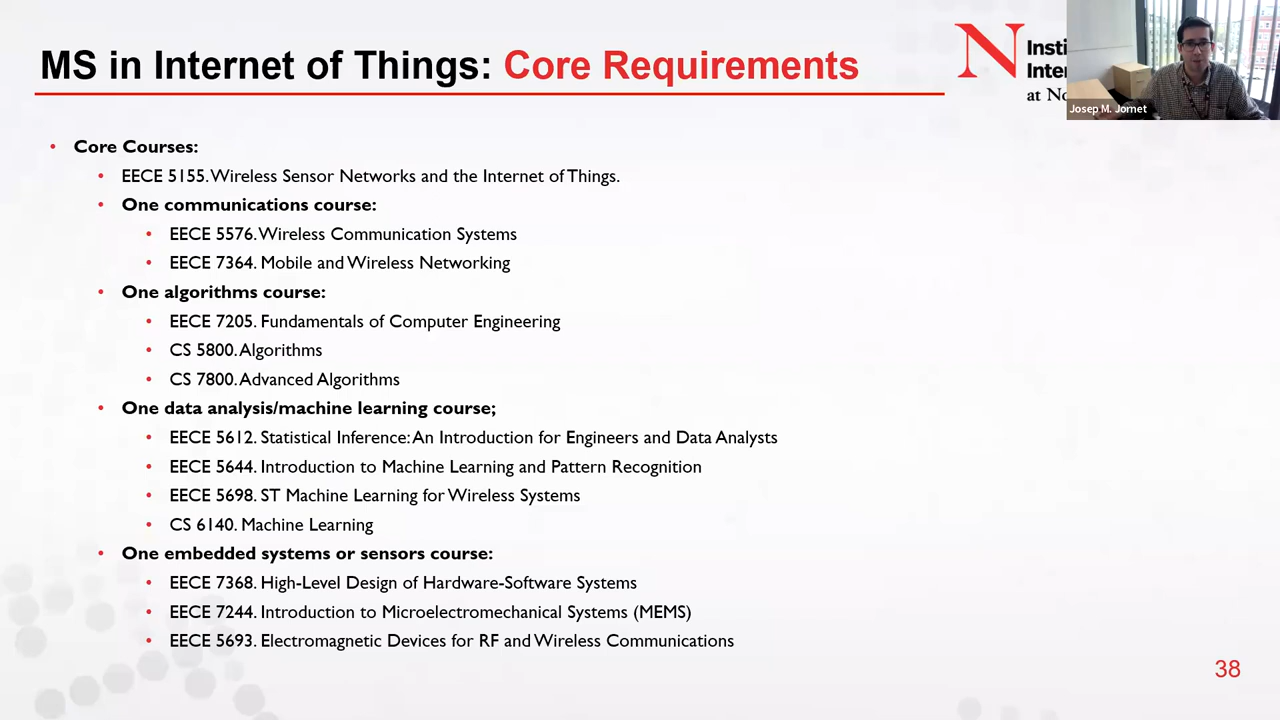 MS in Internet of Things: Core Requirements
N
Insti
Inter
at No
Josep M. Jornet
• Core Courses:
• EECE 5155. Wireless Sensor Networks and the Internet of Things.
• One communications course:
• EECE 5576. Wireless Communication Systems
• EECE 7364. Mobile and Wireless Networking
• One algorithms course:
• EECE 7205. Fundamentals of Computer Engineering
• CS 5800. Algorithms
• CS 7800. Advanced Algorithms
• One data analysis/machine learning course;
• EECE 5612. Statistical Inference: An Introduction for Engineers and Data Analysts
• EECE 5644. Introduction to Machine Learning and Pattern Recognition
• EECE 5698. ST Machine Learning for Wireless Systems
• CS 6140. Machine Learning
• One embedded systems or sensors course:
• EECE 7368. High-Level Design of Hardware-Software Systems
• EECE 7244. Introduction to Microelectromechanical Systems (MEMS)
• EECE 5693. Electromagnetic Devices for RF and Wireless Communications
38